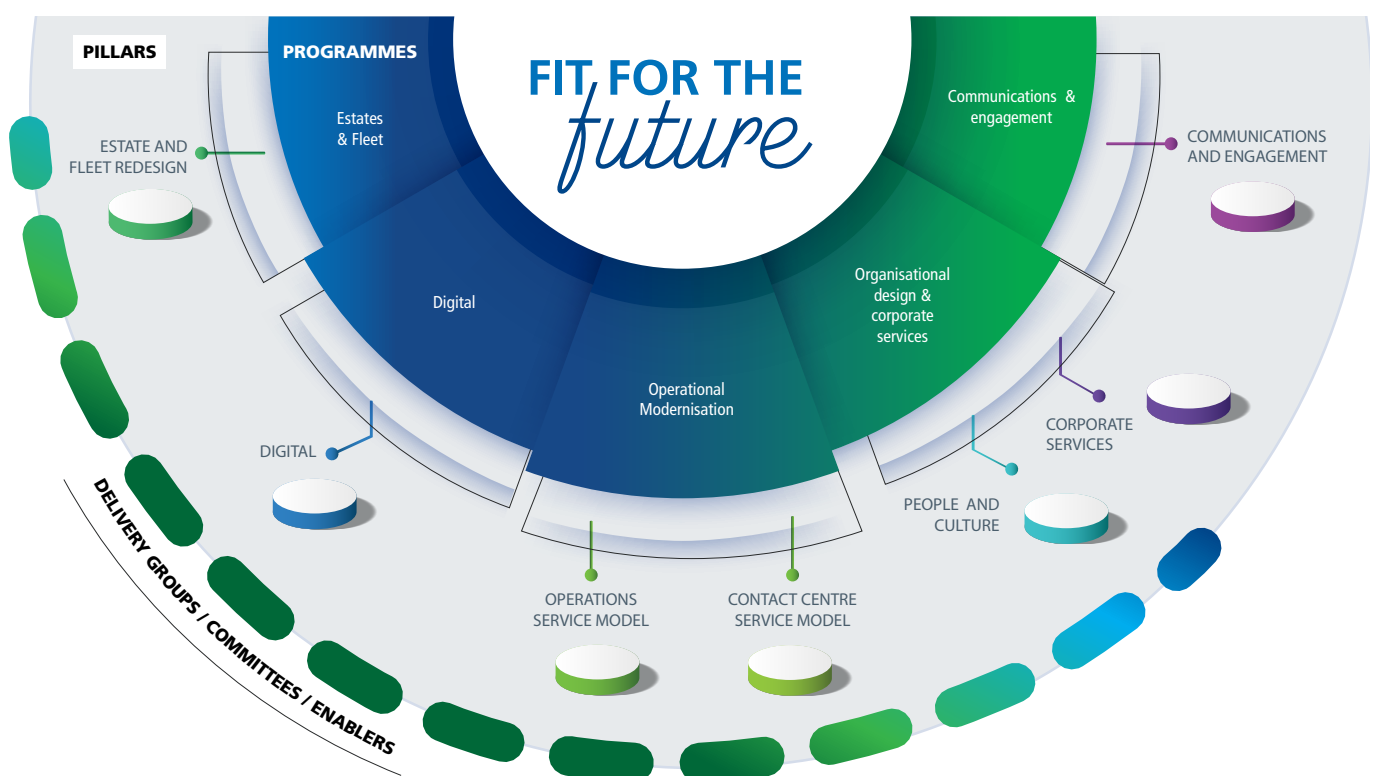 PILLARS
PROGRAMMES
FIT FOR THE
future
Estates
& Fleet
Communications &
engagement
ESTATE AND
FLEET REDESIGN
COMMUNICATIONS
AND ENGAGEMENT
Digital
Organisational
design &
corporate
services
Operational
Modernisation
DIGITAL
CORPORATE
SERVICES
PEOPLE AND
CULTURE
OPERATIONS
SERVICE MODEL
CONTACT CENTRE
SERVICE MODEL
DELIVERY GROUPS / COMMITTEES / ENABLERS